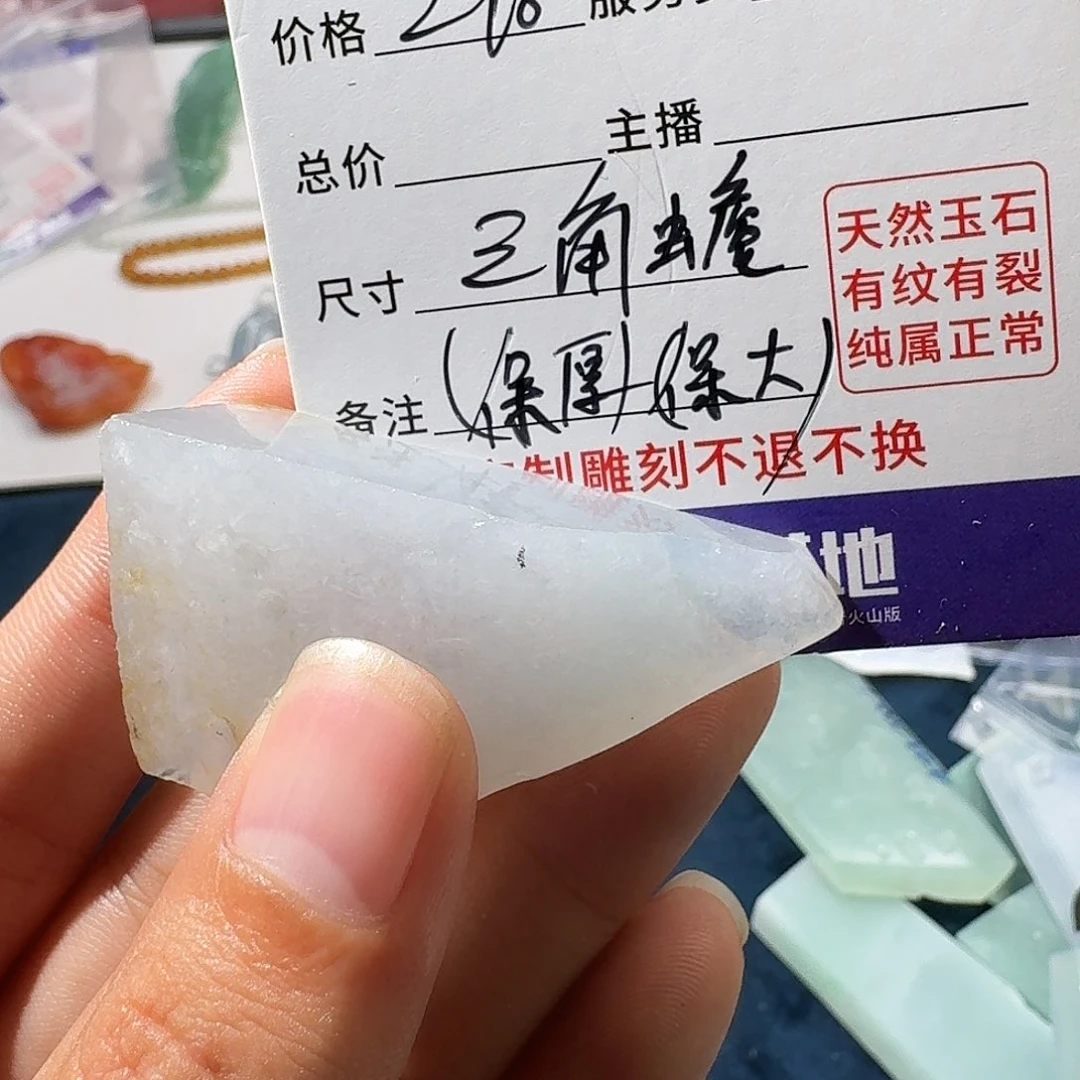 价格
总价 主播
尺寸 三角
备注 (保厚)(保大)
天然玉石
有纹有裂
纯属正常
制雕刻不退不换
地
火山版